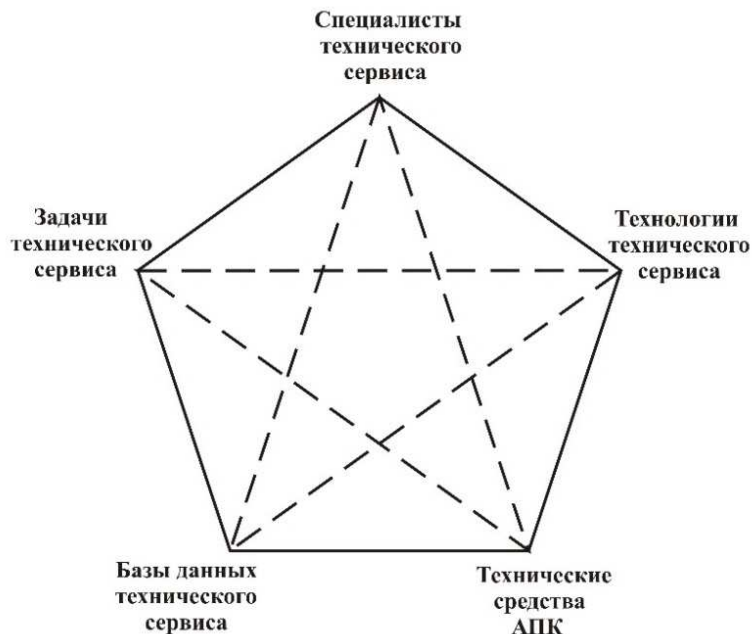 Специалисты
технического
сервиса
Задачи
технического
сервиса
Технологии
технического
сервиса
Базы данных
технического
сервиса
Технические
средства
АПК